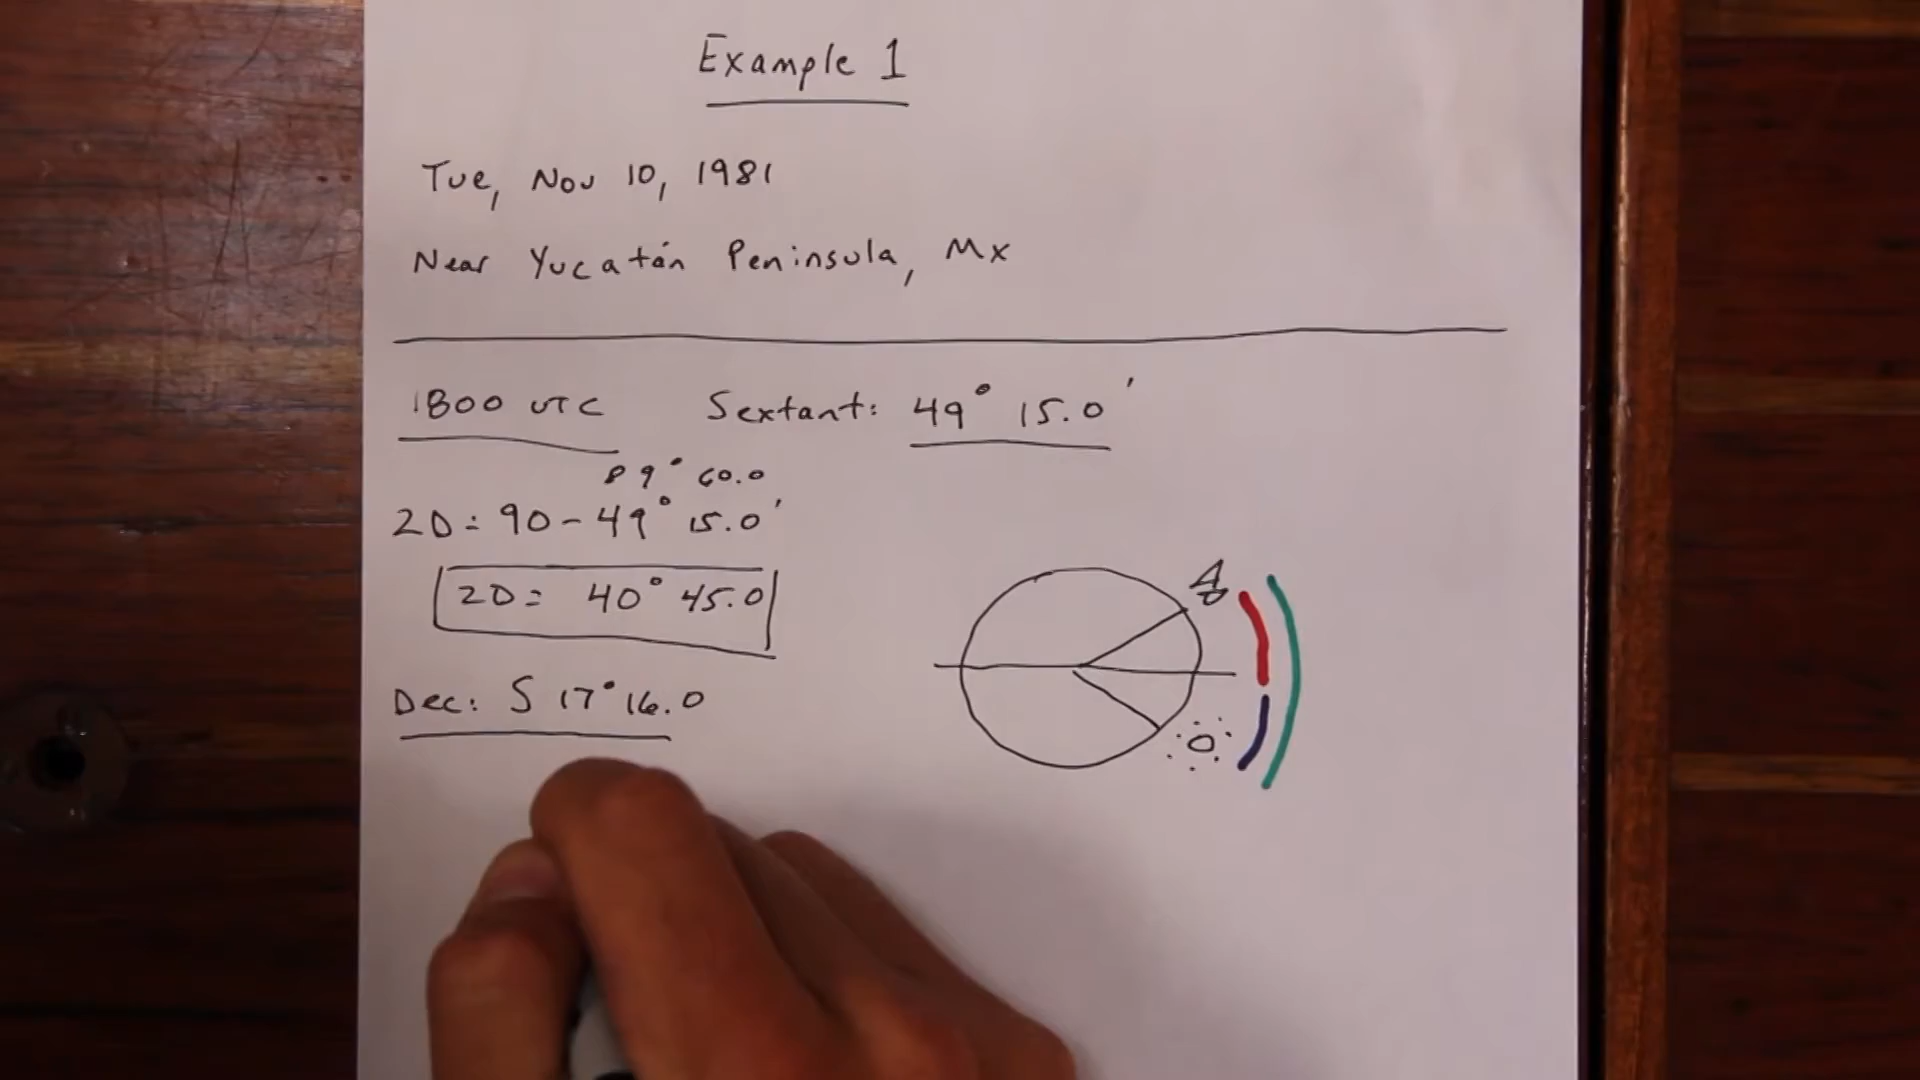 Example 1
Tue, Nov 10, 1981
Near Yucatán Peninsula, Mx
1800 UTC Sextant: 49° 15.0'
89° 60.0
ZD = 90 - 49° 15.0'
ZD = 40° 45.0
Dec: S 17° 16.0